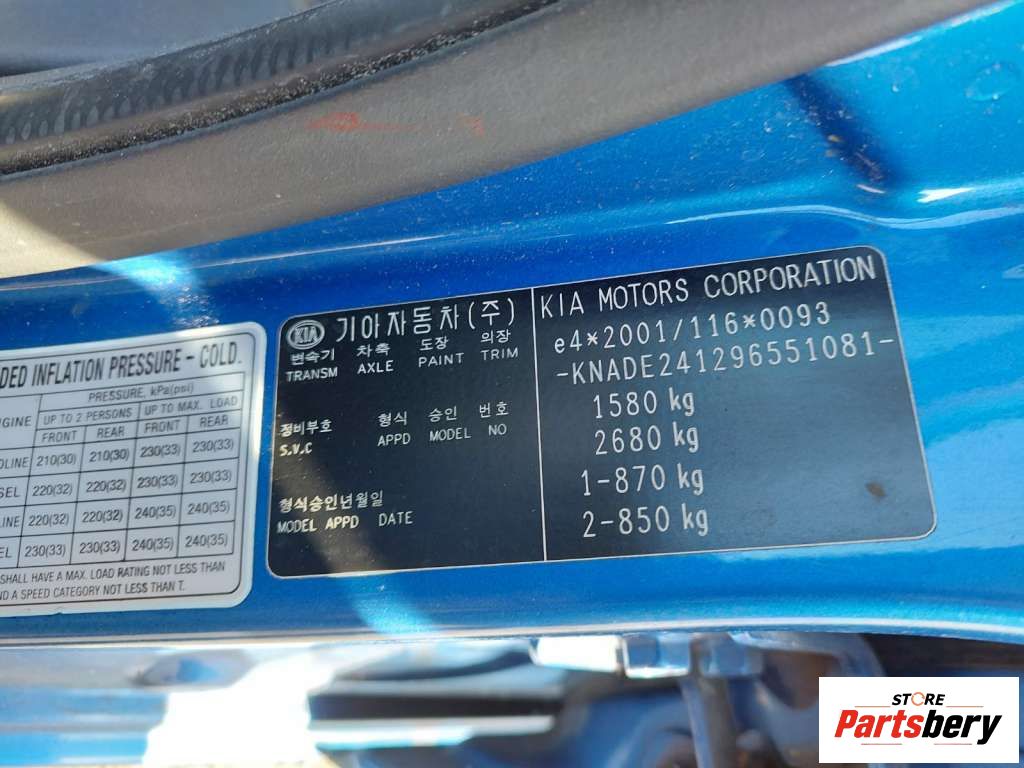 DED INFLATION PRESSURE - COLD.
NGINE
PRESSURE, kPa(psi)
UP TO 2 PERSONS UP TO MAX. LOAD
FRONT REAR FRONT REAR
OLINE 210(30) 210(30) 230(33) 230(33)
SEL 220(32) 220(32) 230(33) 230(33)
LINE 220(32) 220(32) 240(35) 240(35)
EL 230(33) 230(33) 240(35) 240(35)
SHALL HAVE A MAX. LOAD RATING NOT LESS THAN
ND A SPEED CATEGORY NOT LESS THAN T.
KIA 기아자동차(주)
변속기 차축 도장 의장
TRANSM AXLE PAINT TRIM
정비부호 형식 승인 번호
S.V.C APPD MODEL NO
형식승인년월일
MODEL APPD DATE
KIA MOTORS CORPORATION
e4*2001/116*0093
-KNADE241296551081-
1580 kg
2680 kg
1-870 kg
2-850 kg
STORE
Partsbery